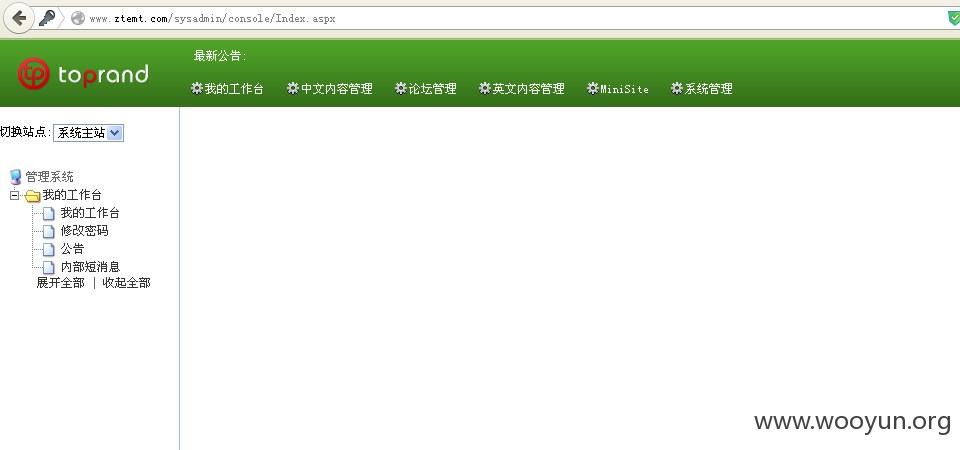 www.ztemt.com/sysadmin/console/Index.aspx
toprand
最新公告:
我的工作台 中文内容管理 论坛管理 英文内容管理 MiniSite 系统管理
切换站点: 系统主站
管理系统
我的工作台
我的工作台
修改密码
公告
内部短消息
展开全部 | 收起全部
www.wooyun.org